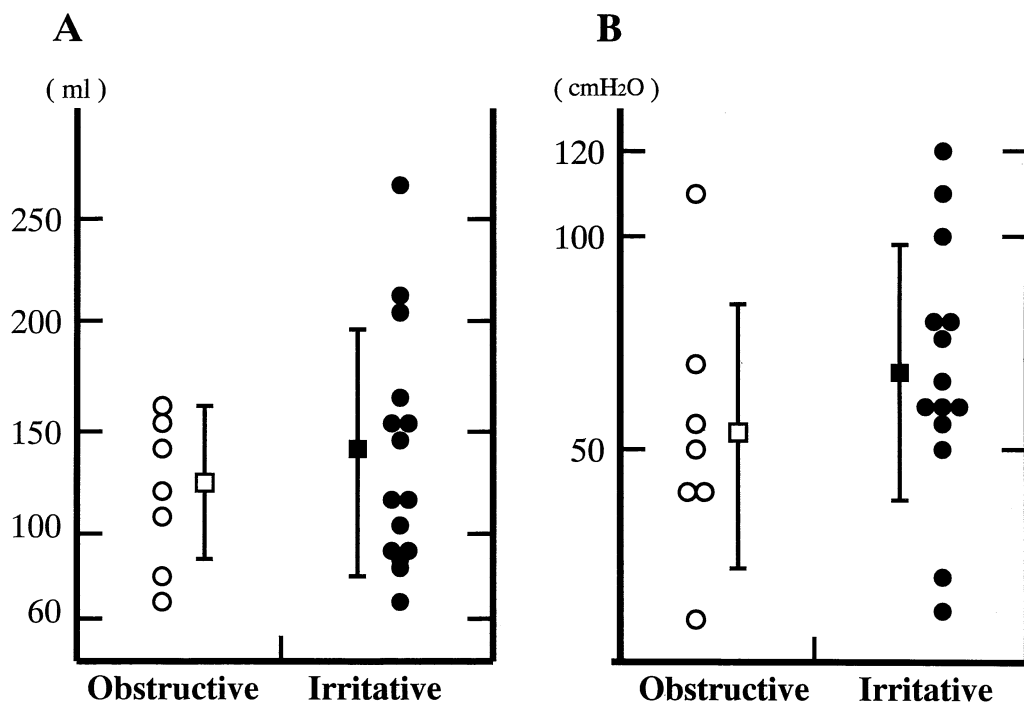 A
( ml )
250
200
150
100
60
Obstructive
Irritative
B
( cmH₂O )
120
100
50
Obstructive
Irritative